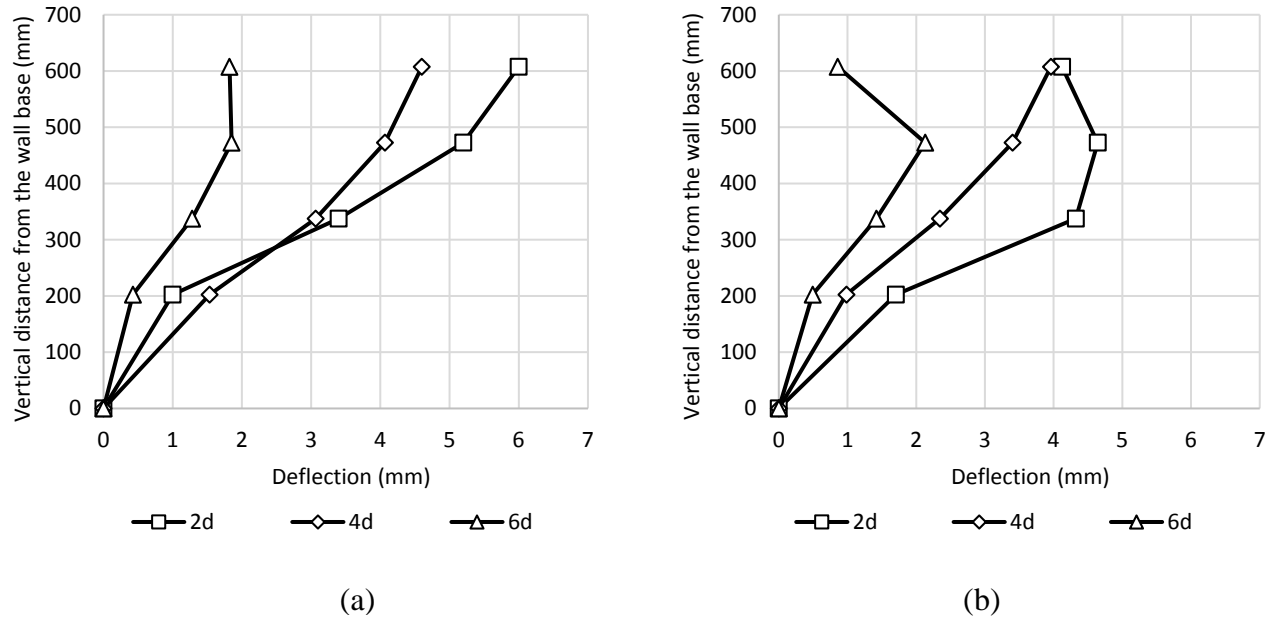 Vertical distance from the wall base (mm)
700
600
500
400
300
200
100
0
0 1 2 3 4 5 6 7
Deflection (mm)
2d 4d 6d
(a)
Vertical distance from the wall base (mm)
700
600
500
400
300
200
100
0
0 1 2 3 4 5 6 7
Deflection (mm)
2d 4d 6d
(b)